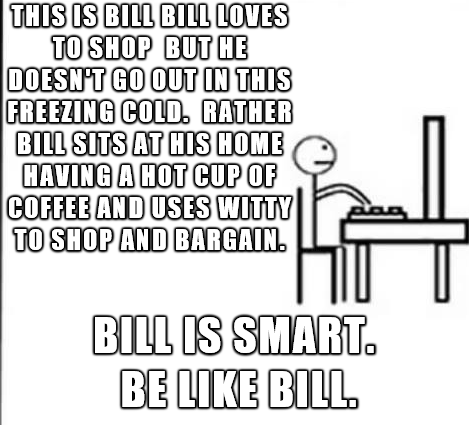 THIS IS BILL BILL LOVES
TO SHOP BUT HE
DOESN'T GO OUT IN THIS
FREEZING COLD. RATHER
BILL SITS AT HIS HOME
HAVING A HOT CUP OF
COFFEE AND USES WITTY
TO SHOP AND BARGAIN.
BILL IS SMART.
BE LIKE BILL.